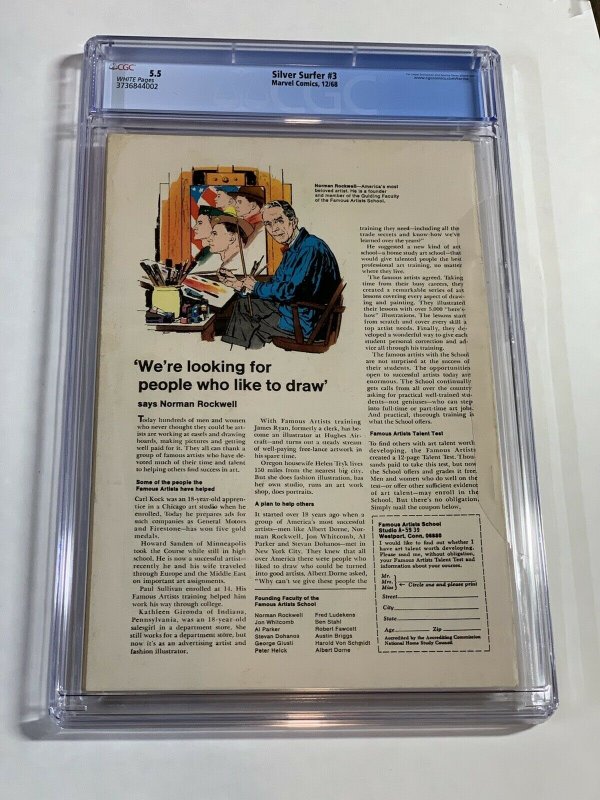 CGC
5.5
WHITE Pages
3736844002
Silver Surfer #3
Marvel Comics, 12/68
CGC
Norman Rockwell—America's most
beloved artist. He is a founder
and member of the Guiding Faculty
of the Famous Artists School.
'We're looking for
people who like to draw'
says Norman Rockwell
Today hundreds of men and women
who never thought they could be art-
ists are working at easels and drawing
boards, making pictures and getting
well paid for it. They all can thank a
group of famous artists who have de-
voted much of their time and talent
to helping others find success in art.
Some of the people the
Famous Artists have helped
Carl Kock was an 18-year-old appren-
tice in a Chicago art studio when he
enrolled. Today he prepares ads for
such companies as General Motors
and Firestone—has won five gold
medals.
Howard Sanden of Minneapolis
took the Course while still in high
school. He is now a successful artist—
recently he and his wife traveled
through Europe and the Middle East
on important art assignments.
Paul Sullivan enrolled at 14. His
Famous Artists training helped him
work his way through college.
Kathleen Gironda of Indiana,
Pennsylvania, was an 18-year-old
salesgirl in a department store. She
still works for a department store, but
now it's as an advertising artist and
fashion illustrator.
With Famous Artists training
James Ryan, formerly a clerk, has be-
come an illustrator at Hughes Air-
craft—and turns out a steady stream
of well-paying free-lance artwork in
his spare time.
Oregon housewife Helen Tryk lives
150 miles from the nearest big city.
But she does fashion illustration, has
her own studio, runs an art work
shop, does portraits.
A plan to help others
It started over 18 years ago when a
group of America's most successful
artists—men like Albert Dorne, Nor-
man Rockwell, Jon Whitcomb, Al
Parker and Stevan Dohanos—met in
New York City. They knew that all
over America there were people who
liked to draw who could be turned
into good artists. Albert Dorne asked,
"Why can't we give these people the
Founding Faculty of the
Famous Artists School
Norman Rockwell
Jon Whitcomb
Al Parker
Stevan Dohanos
George Giusti
Peter Helck
Fred Ludekens
Ben Stahl
Robert Fawcett
Austin Briggs
Harold Von Schmidt
Albert Dorne
training they need—including all the
trade secrets and know-how we've
learned over the years?"
He suggested a new kind of art
school—a home study art school—that
would give talented people the best
professional art training, no matter
where they live.
The famous artists agreed. Taking
time from their busy careers, they
created a remarkable series of art
lessons covering every aspect of draw-
ing and painting. They illustrated
their lessons with over 5,000 "here's-
how" illustrations. The lessons start
from scratch and cover every skill a
top artist needs. Finally, they de-
veloped a wonderful way to give each
student personal correction and ad-
vice all through his training.
The famous artists with the School
are not surprised at the success of
their students. The opportunities
open to successful artists today are
enormous. The School continually
gets calls from all over the country
asking for practical well-trained stu-
dents—not geniuses—who can step
into full-time or part-time art jobs.
And practical, thorough training is
what the School offers.
Famous Artists Talent Test
To find others with art talent worth
developing, the Famous Artists
created a 12-page Talent Test. Thou-
sands paid to take this test, but now
the School offers and grades it free.
Men and women who do well on the
test—or offer other sufficient evidence
of art talent—may enroll in the
School. But there's no obligation.
Simply mail the coupon below.
Famous Artists School
Studio A-59 39
Westport, Conn. 06880
I would like to find out whether I
have art talent worth developing.
Please send me, without obligation,
your Famous Artists Talent Test and
information about your courses.
Mr.
Mrs.
Miss
Circle one and please print
Street
City
State
Age Zip
Accredited by the Accrediting Commission
National Home Study Council.